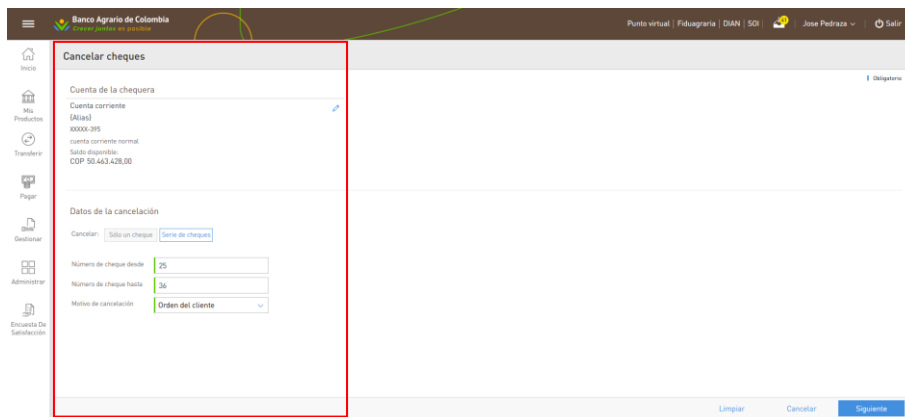 Banco Agrario de Colombia
Crecer juntos es posible
Punto virtual | Fiduagraria | DIAN | SOI |
Jose Pedraza
Salir
Inicio
Mis
Productos
Transferir
Pagar
Gestionar
Administrar
Encuesta De
Satisfacción
Cancelar cheques
Obligatorio
Cuenta de la chequera
Cuenta corriente
(Alias)
XXXXX-395
cuenta corriente normal
Saldo disponible:
COP 50.463.428,00
Datos de la cancelación
Cancelar: Sólo un cheque Serie de cheques
Número de cheque desde 25
Número de cheque hasta 36
Motivo de cancelación Orden del cliente
Limpiar Cancelar Siguiente